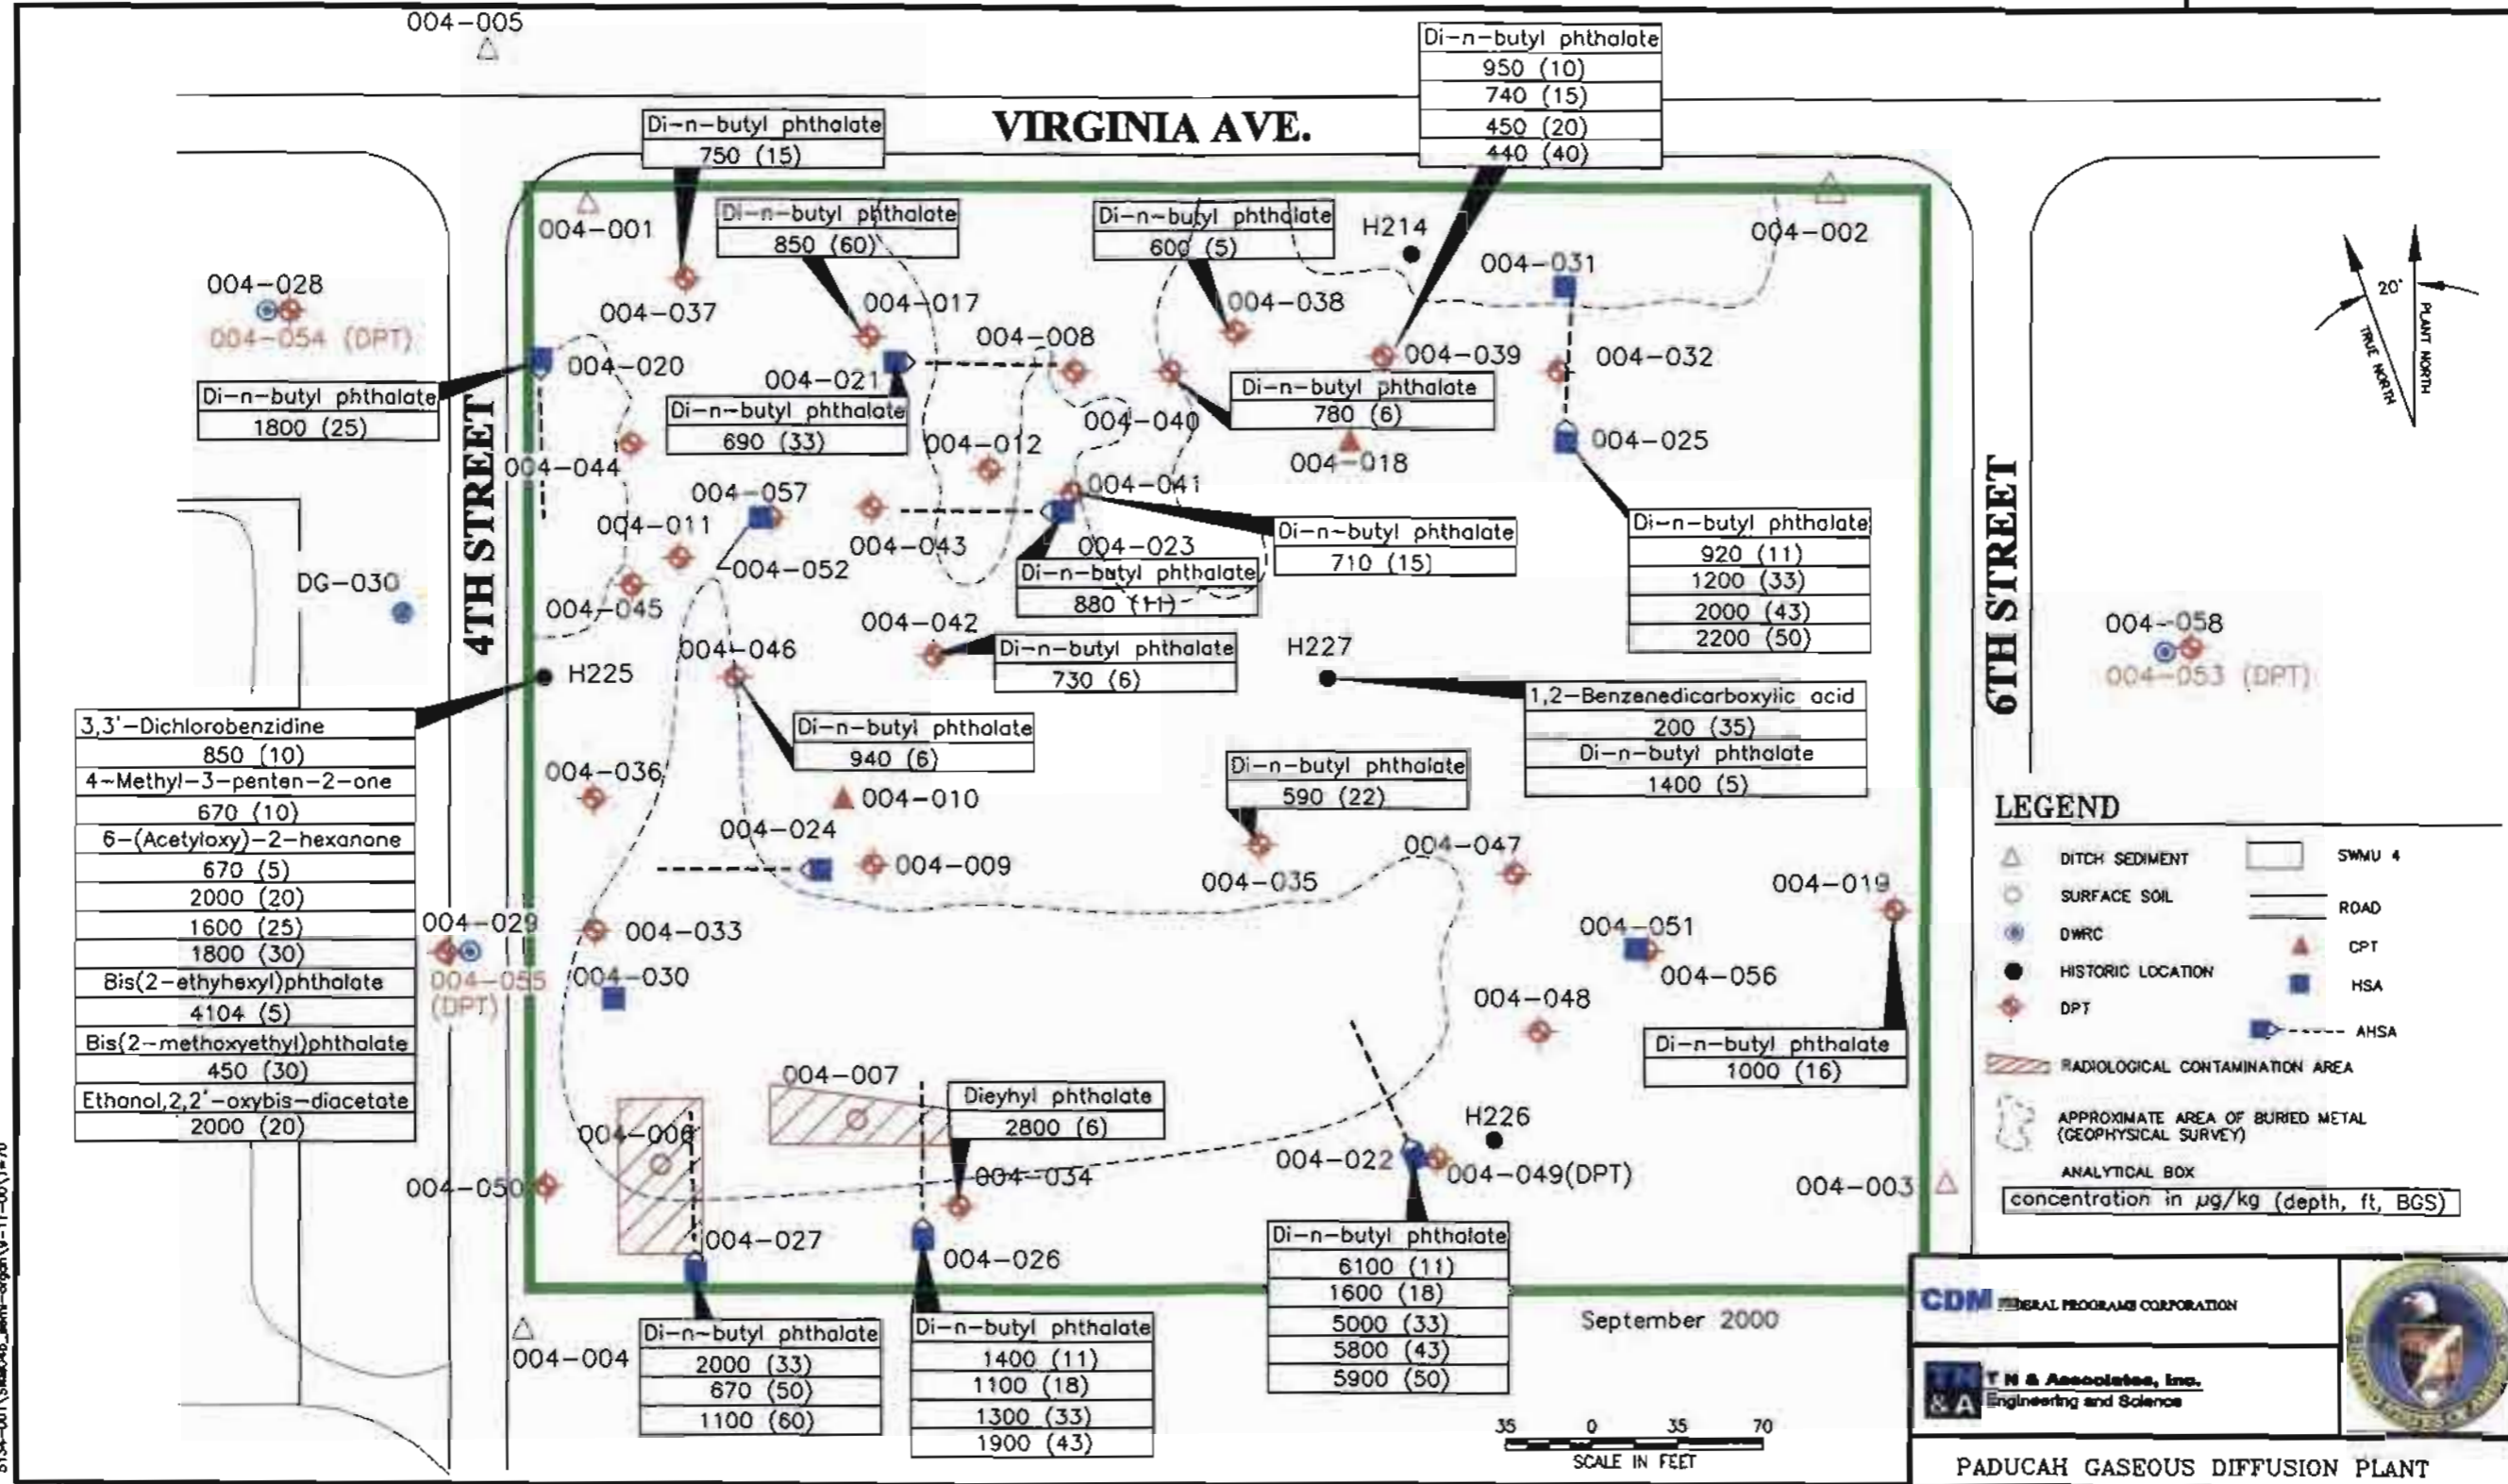 004-005
Di-n-butyl phthalate
950 (10)
740 (15)
450 (20)
440 (40)
VIRGINIA AVE.
Di-n-butyl phthalate
750 (15)
004-001
Di-n-butyl phthalate
850 (60)
Di-n-butyl phthalate
600 (5)
H214
004-002
004-031
004-028
004-054 (DPT)
004-037
004-017
004-038
004-008
004-039
004-032
20°
TRUE NORTH
PLANT NORTH
004-020
004-021
Di-n-butyl phthalate
1800 (25)
Di-n-butyl phthalate
690 (33)
Di-n-butyl phthalate
780 (6)
004-040
004-012
004-018
004-025
4TH STREET
6TH STREET
004-044
004-057
004-041
004-011
004-043
004-023
004-052
Di-n-butyl phthalate
710 (15)
Di-n-butyl phthalate
920 (11)
1200 (33)
2000 (43)
2200 (50)
Di-n-butyl phthalate
880 (11)
DG-030
004-045
004-042
004-046
Di-n-butyl phthalate
730 (6)
H227
004-058
004-053 (DPT)
H225
3,3'-Dichlorobenzidine
850 (10)
4-Methyl-3-penten-2-one
670 (10)
6-(Acetyloxy)-2-hexanone
670 (5)
2000 (20)
1600 (25)
1800 (30)
Bis(2-ethyhexyl)phthalate
4104 (5)
Bis(2-methoxyethyl)phthalate
450 (30)
Ethanol,2,2'-oxybis-diacetate
2000 (20)
Di-n-butyl phthalate
940 (6)
1,2-Benzenedicarboxylic acid
200 (35)
Di-n-butyl phthalate
1400 (5)
004-036
004-010
Di-n-butyl phthalate
590 (22)
004-024
004-009
004-035
004-047
004-019
004-029
004-055
(DPT)
004-033
004-030
004-051
004-056
004-048
Di-n-butyl phthalate
1000 (16)
004-007
004-006
Dieyhyl phthalate
2800 (6)
004-034
H226
004-022
004-049(DPT)
004-003
004-050
004-027
004-026
004-004
Di-n-butyl phthalate
2000 (33)
670 (50)
1100 (60)
Di-n-butyl phthalate
1400 (11)
1100 (18)
1300 (33)
1900 (43)
Di-n-butyl phthalate
6100 (11)
1600 (18)
5000 (33)
5800 (43)
5900 (50)
September 2000
35 0 35 70
SCALE IN FEET
LEGEND
DITCH SEDIMENT
SURFACE SOIL
DWRC
HISTORIC LOCATION
DPT
SWMU 4
ROAD
CPT
HSA
AHSA
RADIOLOGICAL CONTAMINATION AREA
APPROXIMATE AREA OF BURIED METAL
(GEOPHYSICAL SURVEY)
ANALYTICAL BOX
concentration in µg/kg (depth, ft, BGS)
CDM FEDERAL PROGRAMS CORPORATION
TN & A
T N & Associates, Inc.
Engineering and Science
PADUCAH GASEOUS DIFFUSION PLANT